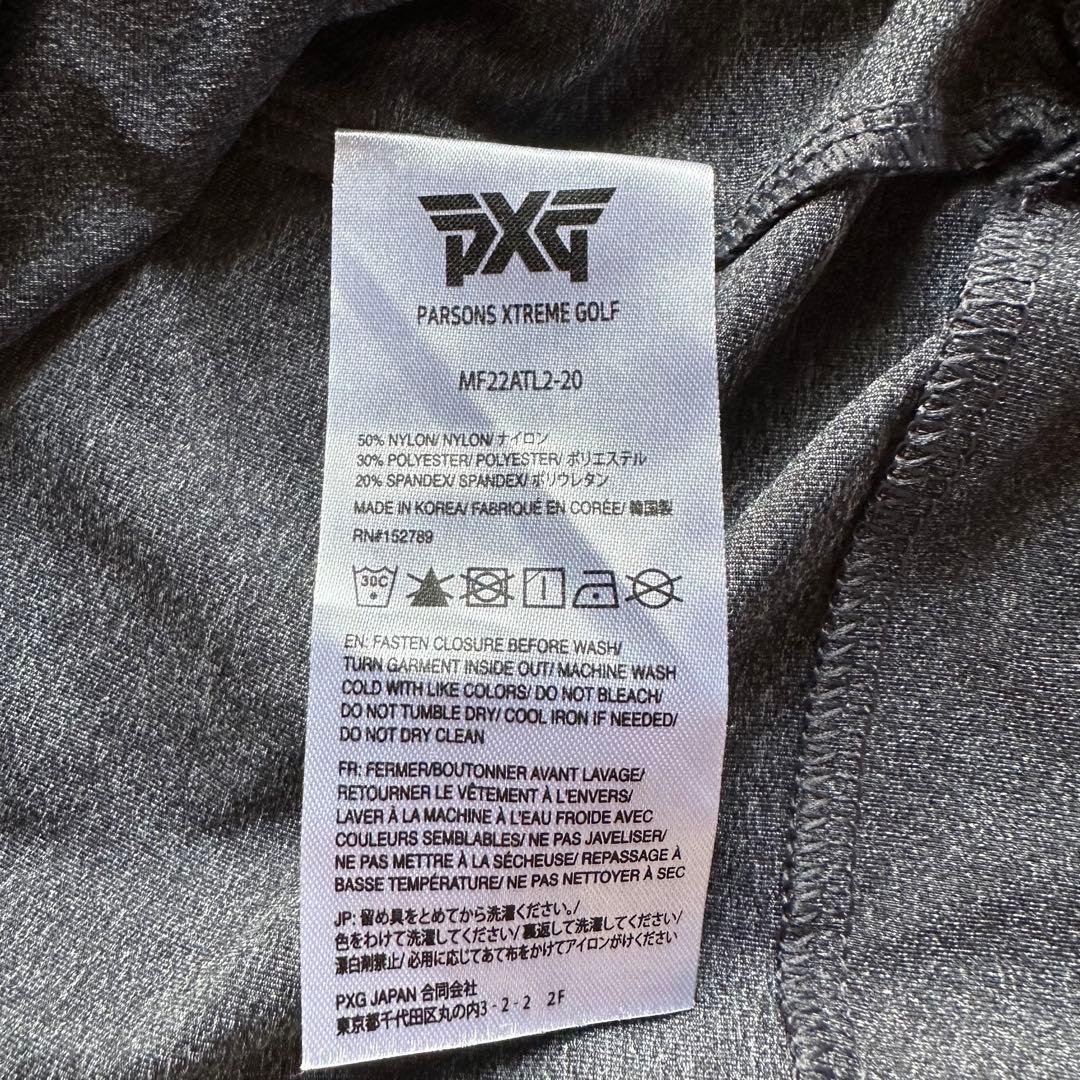 PXG
PARSONS XTREME GOLF
MF22ATL2-20
50% NYLON/ NYLON/ ナイロン
30% POLYESTER/ POLYESTER/ ポリエステル
20% SPANDEX/ SPANDEX/ ポリウレタン
MADE IN KOREA/ FABRIQUÉ EN CORÉE/ 韓国製
RN#152789
30C
EN: FASTEN CLOSURE BEFORE WASH/
TURN GARMENT INSIDE OUT/ MACHINE WASH
COLD WITH LIKE COLORS/ DO NOT BLEACH/
DO NOT TUMBLE DRY/ COOL IRON IF NEEDED/
DO NOT DRY CLEAN
FR: FERMER/BOUTONNER AVANT LAVAGE/
RETOURNER LE VÊTEMENT À L'ENVERS/
LAVER À LA MACHINE À L'EAU FROIDE AVEC
COULEURS SEMBLABLES/ NE PAS JAVELISER/
NE PAS METTRE À LA SÉCHEUSE/ REPASSAGE À
BASSE TEMPÉRATURE/ NE PAS NETTOYER À SEC
JP: 留め具をとめてから洗濯ください。/
色をわけて洗濯してください/ 裏返して洗濯してください/
漂白剤禁止/ 必用に応じてあて布をかけてアイロンがけください
PXG JAPAN 合同会社
東京都千代田区丸の内3 - 2 - 2 2F